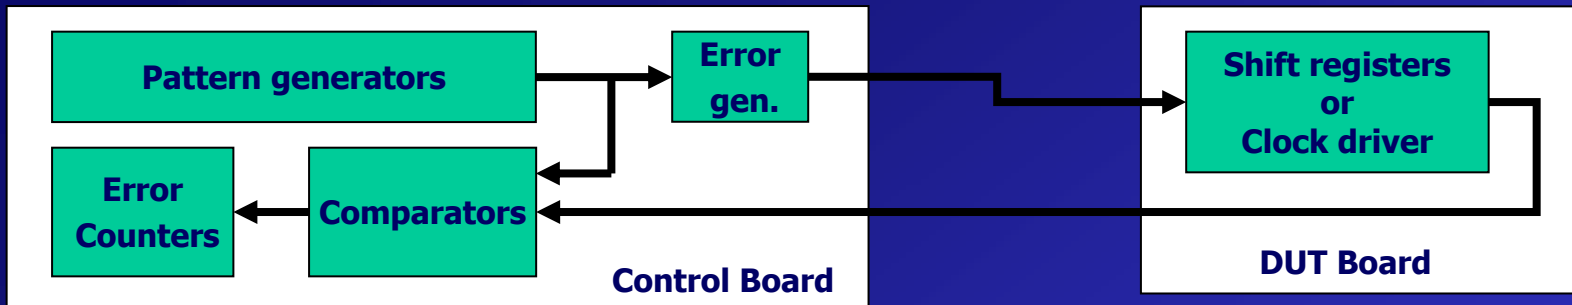 Pattern generators
Error
gen.
Shift registers
or
Clock driver
Error
Counters
Comparators
Control Board
DUT Board